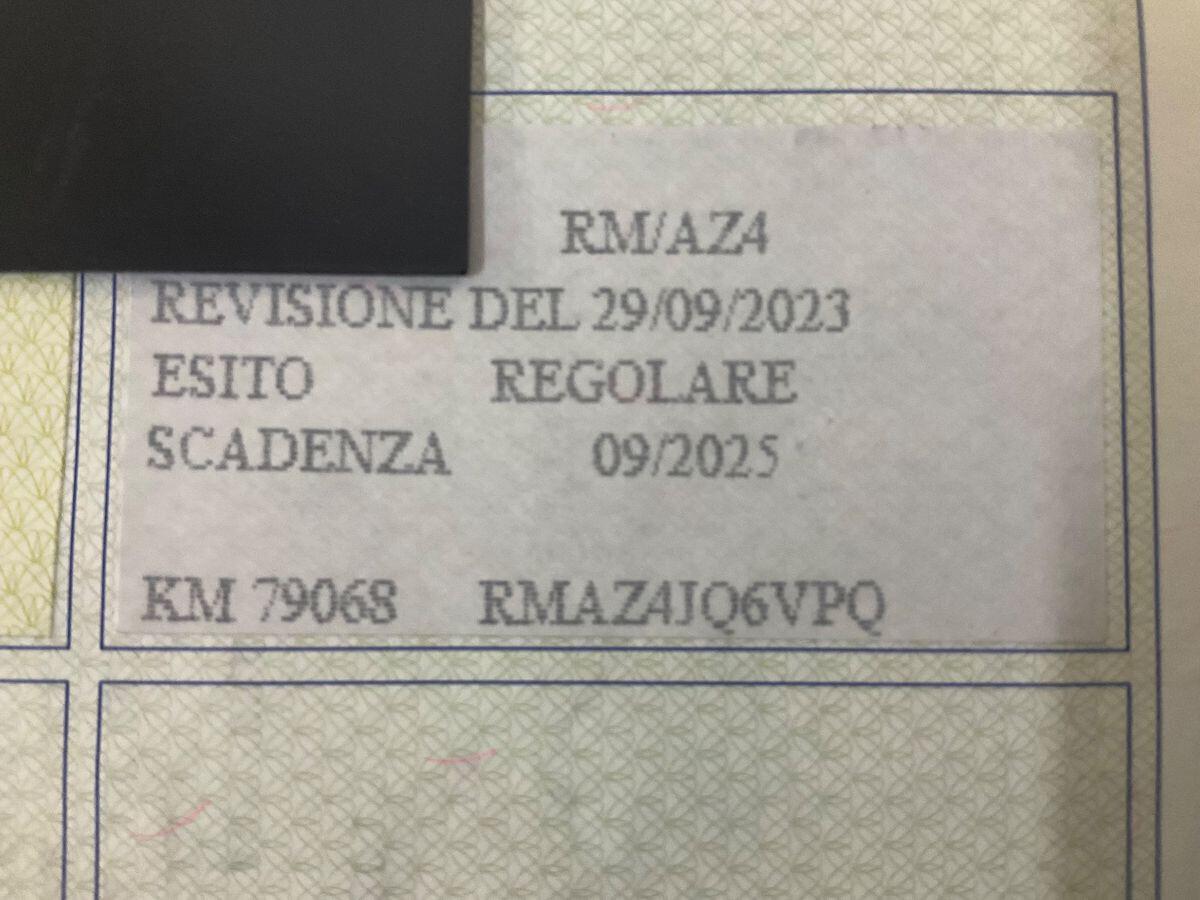 RM/AZ4
REVISIONE DEL 29/09/2023
ESITO REGOLARE
SCADENZA 09/2025
KM 79068 RMAZ4JQ6VPQ